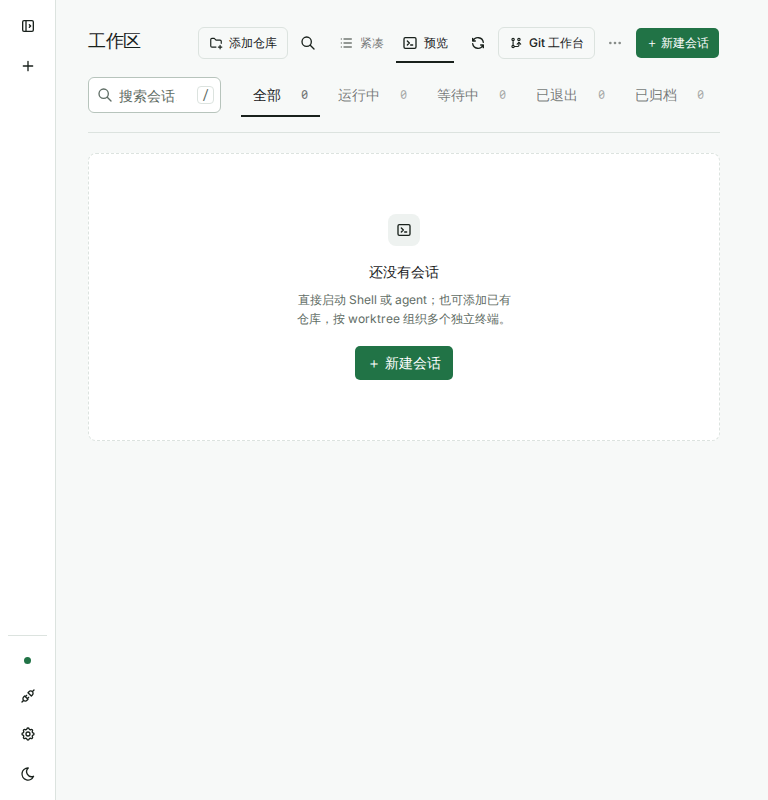 工作区
添加仓库
紧凑
预览
Git 工作台
+ 新建会话
搜索会话 /
全部 0
运行中 0
等待中 0
已退出 0
已归档 0
还没有会话
直接启动 Shell 或 agent；也可添加已有
仓库，按 worktree 组织多个独立终端。
+ 新建会话